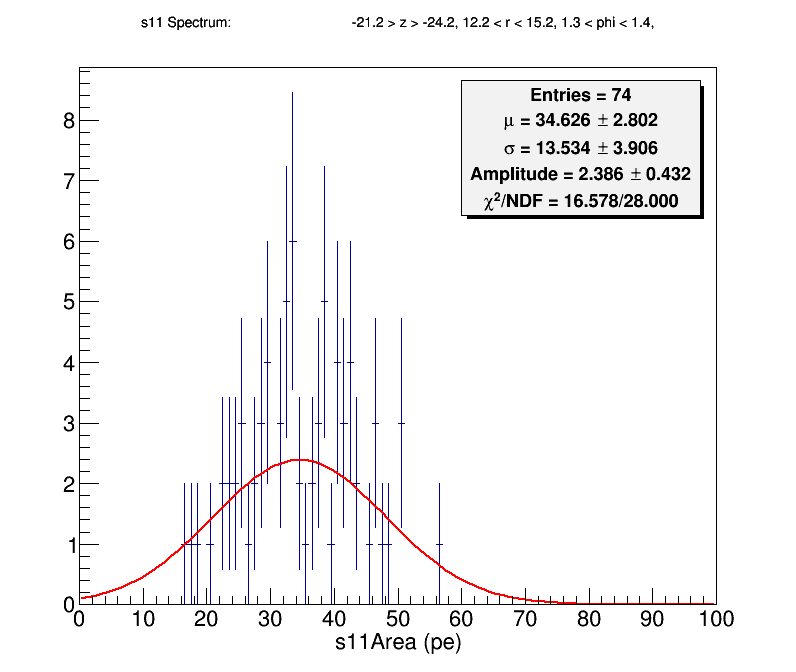 s11 Spectrum: -21.2 > z > -24.2, 12.2 < r < 15.2, 1.3 < phi < 1.4,
Entries = 74
μ = 34.626 ± 2.802
σ = 13.534 ± 3.906
Amplitude = 2.386 ± 0.432
χ²/NDF = 16.578/28.000
8
7
6
5
4
3
2
1
0
0 10 20 30 40 50 60 70 80 90 100
s11Area (pe)